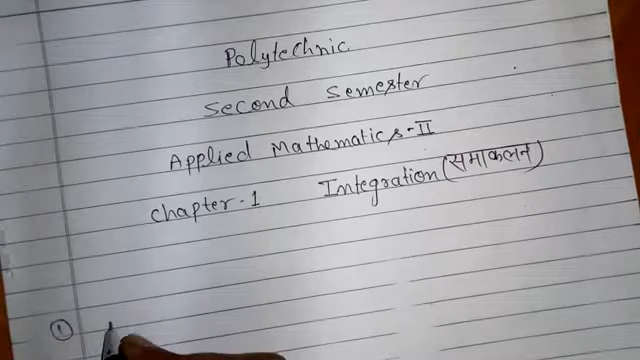 Polytechnic
Second Semester
Applied Mathematics-II
Chapter-1 Integration (समाकलन)
①